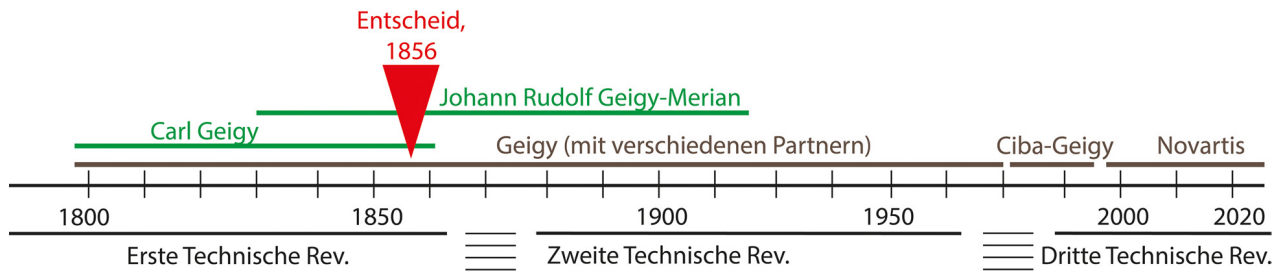 Entscheid,
1856
Johann Rudolf Geigy-Merian
Carl Geigy
Geigy (mit verschiedenen Partnern)
Ciba-Geigy
Novartis
1800
1850
1900
1950
2000
2020
Erste Technische Rev.
Zweite Technische Rev.
Dritte Technische Rev.